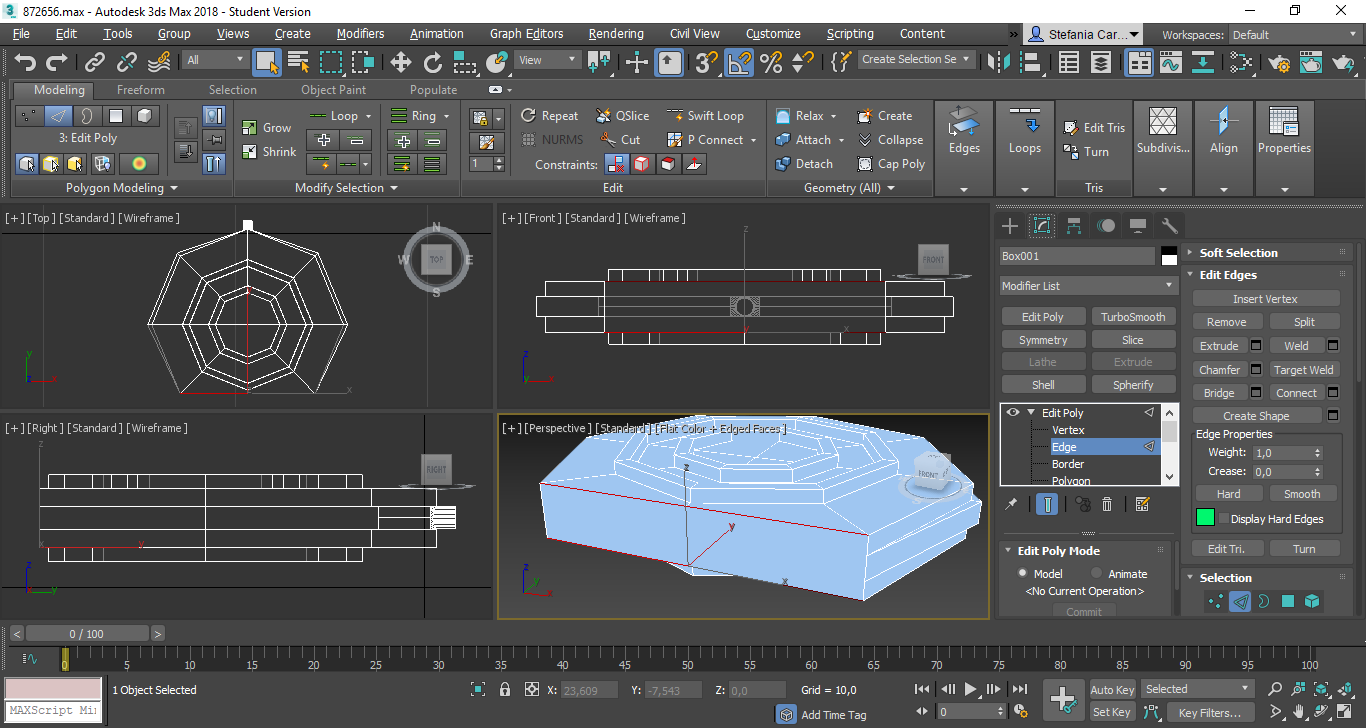 3 872656.max - Autodesk 3ds Max 2018 - Student Version
File Edit Tools Group Views Create Modifiers Animation Graph Editors Rendering Civil View Customize Scripting Content » Stefania Car... Workspaces: Default
All View 3 Create Selection Se
Modeling Freeform Selection Object Paint Populate
3: Edit Poly
Polygon Modeling
Grow Loop Ring
Shrink
Modify Selection
1
Repeat QSlice Swift Loop
NURMS Cut P Connect
Constraints:
Edit
Relax Create
Attach Collapse
Detach Cap Poly
Geometry (All)
Edges
Loops
Edit Tris
Turn
Tris
Subdivis...
Align
Properties
[+] [Top] [Standard] [Wireframe]
N
W TOP E
S
y
z x
x
[+] [Front] [Standard] [Wireframe]
FRONT
z
y x
z
y x
[+] [Right] [Standard] [Wireframe]
RIGHT
z
x y
z
y
[+] [Perspective] [Standard] [Flat Color + Edged Faces]
FRONT
z
y
x
z
y
x
Box001
Modifier List
Edit Poly TurboSmooth
Symmetry Slice
Lathe Extrude
Shell Spherify
Edit Poly
Vertex
Edge
Border
Polygon
Edit Poly Mode
Model Animate
<No Current Operation>
Commit
Soft Selection
Edit Edges
Insert Vertex
Remove Split
Extrude Weld
Chamfer Target Weld
Bridge Connect
Create Shape
Edge Properties
Weight: 1,0
Crease: 0,0
Hard Smooth
Display Hard Edges
Edit Tri. Turn
Selection
< 0 / 100 >
0 5 10 15 20 25 30 35 40 45 50 55 60 65 70 75 80 85 90 95 100
1 Object Selected X: 23,609 Y: -7,543 Z: 0,0 Grid = 10,0 Auto Key Selected
MAXScript Mi Add Time Tag 0 Set Key Key Filters...